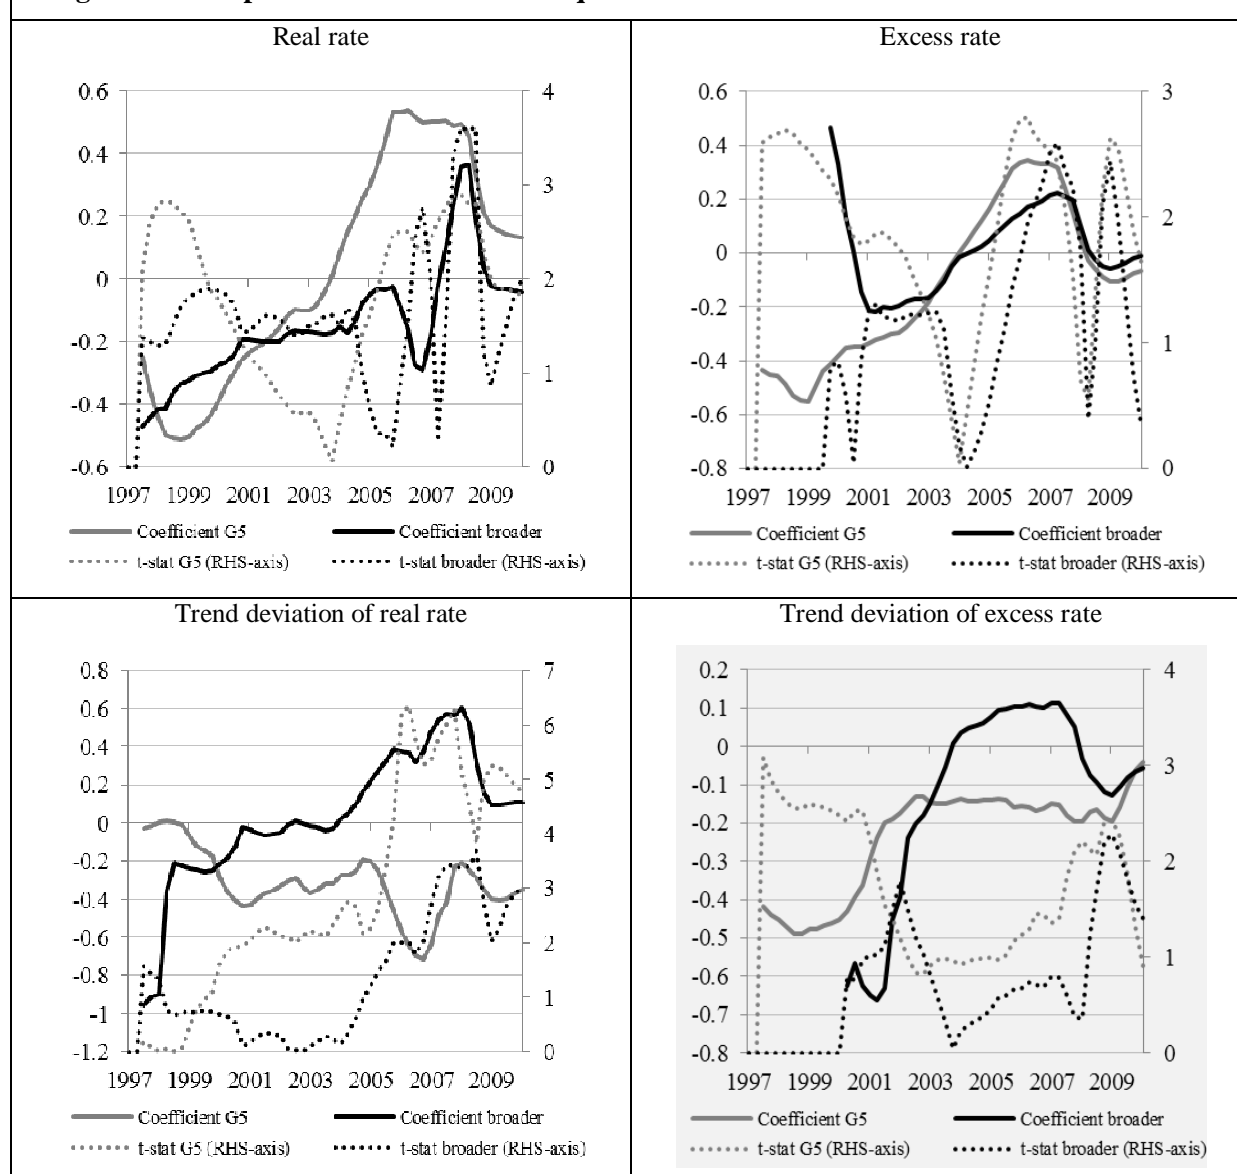 Real rate
Excess rate
0.6
0.4
0.2
0
-0.2
-0.4
-0.6
4
3
2
1
0
1997 1999 2001 2003 2005 2007 2009
Coefficient G5
Coefficient broader
t-stat G5 (RHS-axis)
t-stat broader (RHS-axis)
0.6
0.4
0.2
0
-0.2
-0.4
-0.6
-0.8
3
2
1
0
1997 1999 2001 2003 2005 2007 2009
Coefficient G5
Coefficient broader
t-stat G5 (RHS-axis)
t-stat broader (RHS-axis)
Trend deviation of real rate
Trend deviation of excess rate
0.8
0.6
0.4
0.2
0
-0.2
-0.4
-0.6
-0.8
-1
-1.2
7
6
5
4
3
2
1
0
1997 1999 2001 2003 2005 2007 2009
Coefficient G5
Coefficient broader
t-stat G5 (RHS-axis)
t-stat broader (RHS-axis)
0.2
0.1
0
-0.1
-0.2
-0.3
-0.4
-0.5
-0.6
-0.7
-0.8
4
3
2
1
0
1997 1999 2001 2003 2005 2007 2009
Coefficient G5
Coefficient broader
t-stat G5 (RHS-axis)
t-stat broader (RHS-axis)